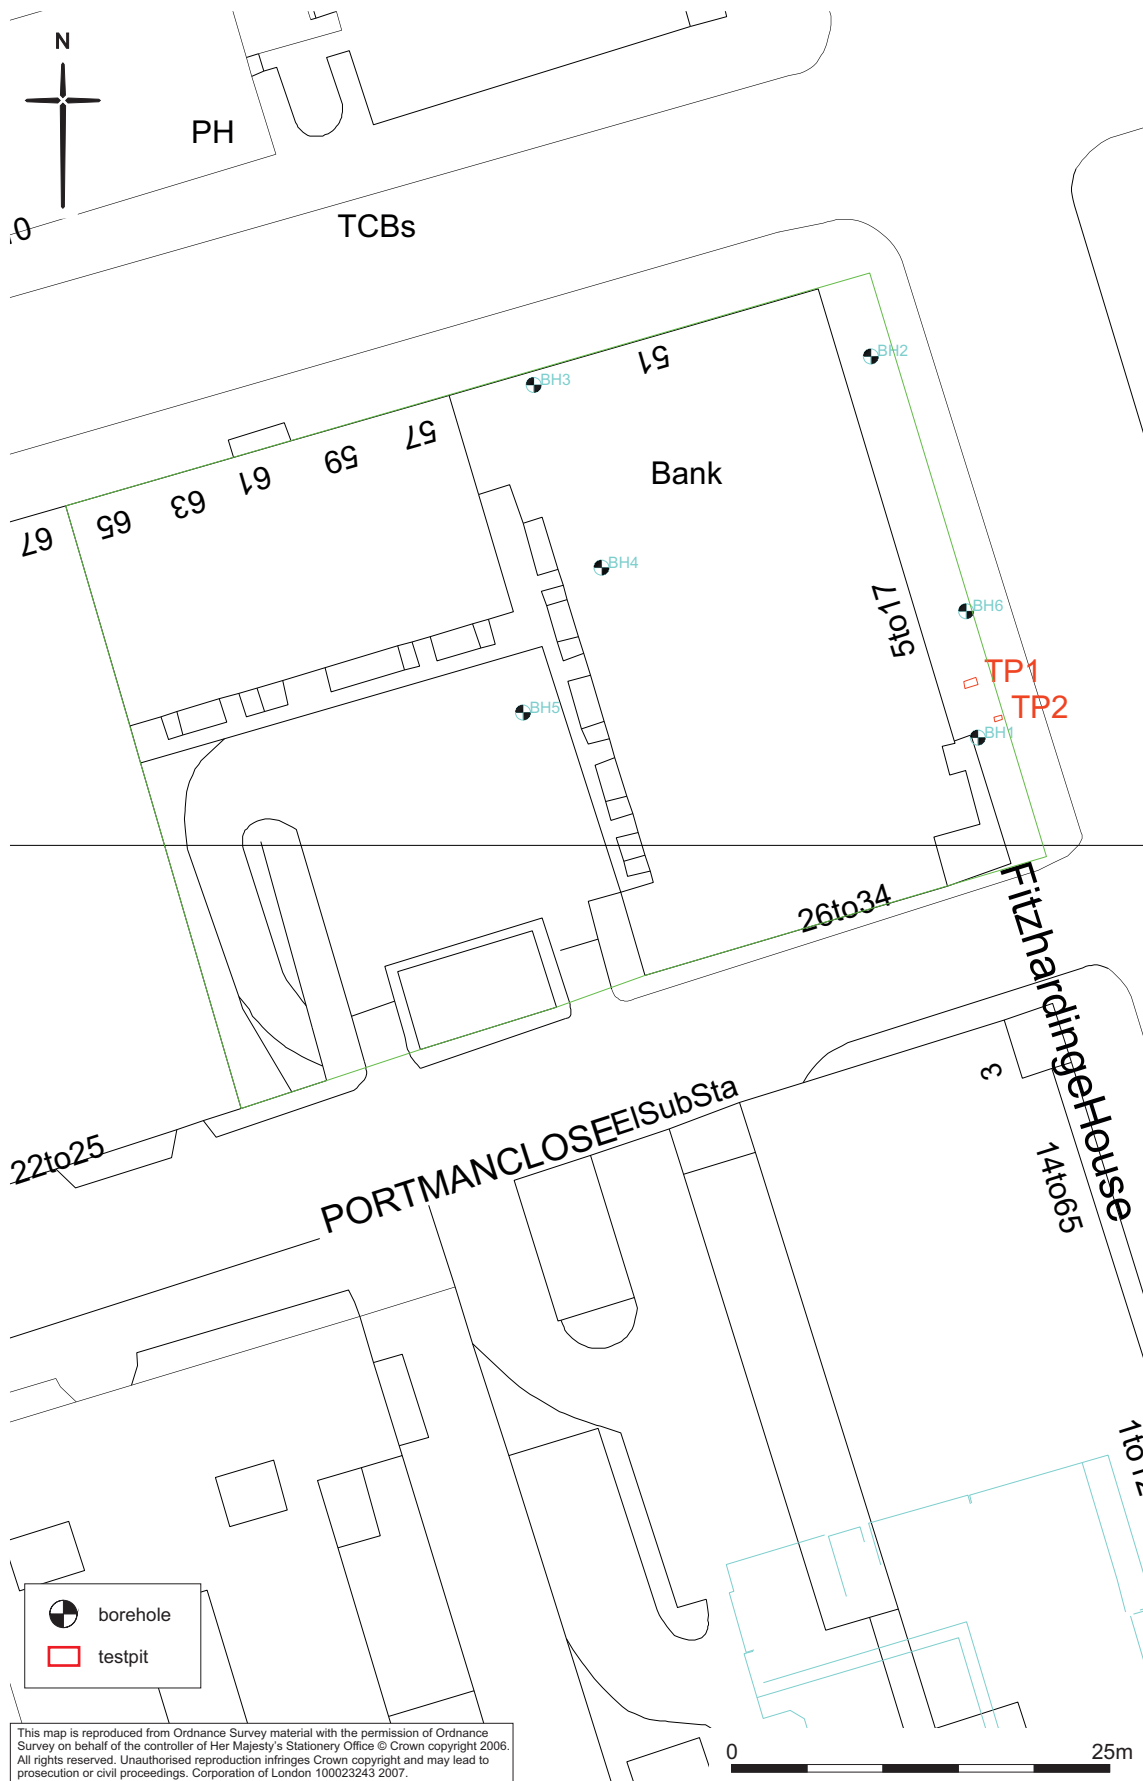 N
PH
0
TCBs
51
BH2
BH3
57
59
61
63
65
67
Bank
BH4
5to17
BH6
TP1
TP2
BH5
BH1
26to34
FitzhardingeHouse
3
ElSubSta
PORTMANCLOSE
22to25
14to65
1to12
borehole
testpit
This map is reproduced from Ordnance Survey material with the permission of Ordnance
Survey on behalf of the controller of Her Majesty's Stationery Office © Crown copyright 2006.
All rights reserved. Unauthorised reproduction infringes Crown copyright and may lead to
prosecution or civil proceedings. Corporation of London 100023243 2007.
0 25m